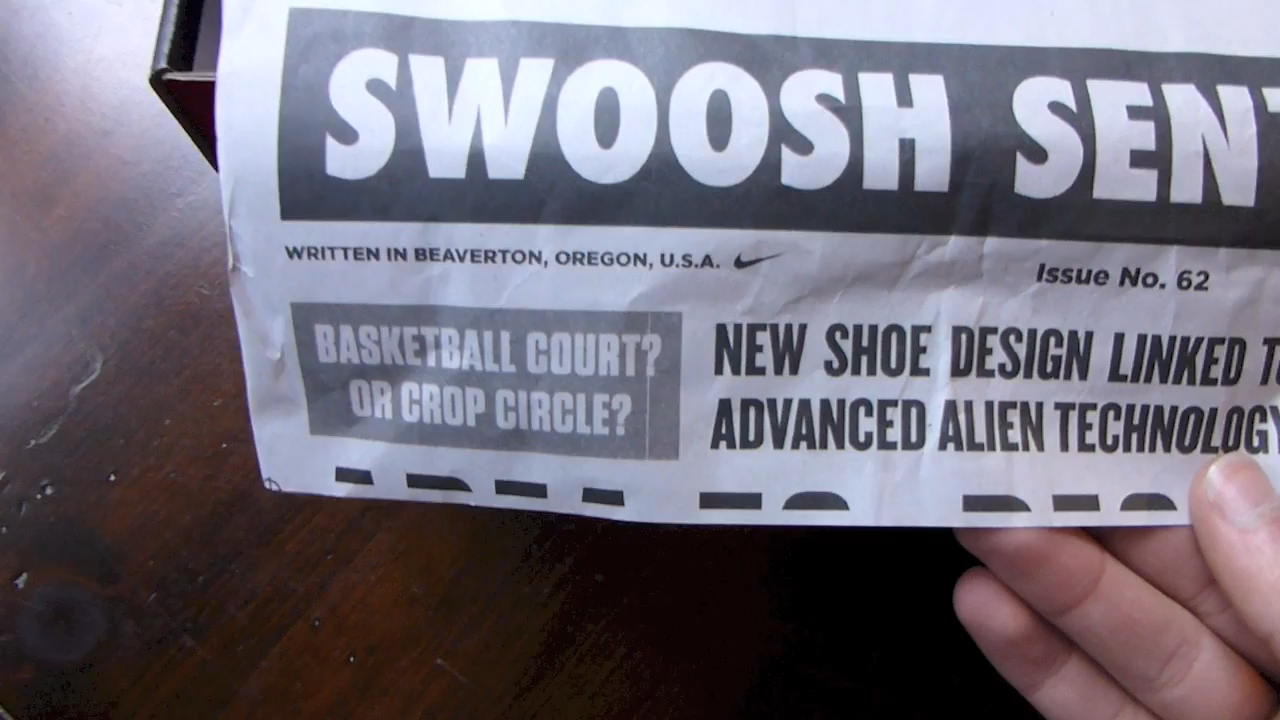 SWOOSH
WRITTEN IN BEAVERTON, OREGON, U.S.A.
Issue No. 62
BASKETBALL COURT?
OR CROP CIRCLE?
NEW SHOE DESIGN LINKED
ADVANCED ALIEN TECHNOLOGY